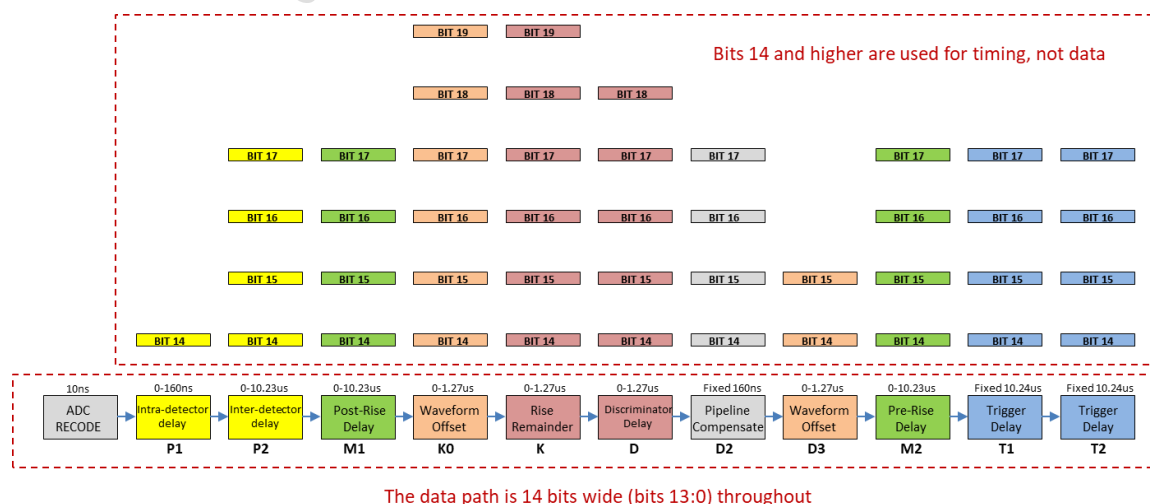 BIT 19 BIT 19
Bits 14 and higher are used for timing, not data
BIT 18 BIT 18 BIT 18
BIT 17 BIT 17 BIT 17 BIT 17 BIT 17 BIT 17 BIT 17 BIT 17 BIT 17
BIT 16 BIT 16 BIT 16 BIT 16 BIT 16 BIT 16 BIT 16 BIT 16 BIT 16
BIT 15 BIT 15 BIT 15 BIT 15 BIT 15 BIT 15 BIT 15 BIT 15 BIT 15 BIT 15
BIT 14 BIT 14 BIT 14 BIT 14 BIT 14 BIT 14 BIT 14 BIT 14 BIT 14 BIT 14 BIT 14
10ns 0-160ns 0-10.23us 0-10.23us 0-1.27us 0-1.27us 0-1.27us Fixed 160ns 0-1.27us 0-10.23us Fixed 10.24us Fixed 10.24us
ADC Intra-detector Inter-detector Post-Rise Waveform Rise Discriminator Pipeline Waveform Pre-Rise Trigger Trigger
RECODE delay delay Delay Offset Remainder Delay Compensate Offset Delay Delay Delay
P1 P2 M1 K0 K D D2 D3 M2 T1 T2
The data path is 14 bits wide (bits 13:0) throughout